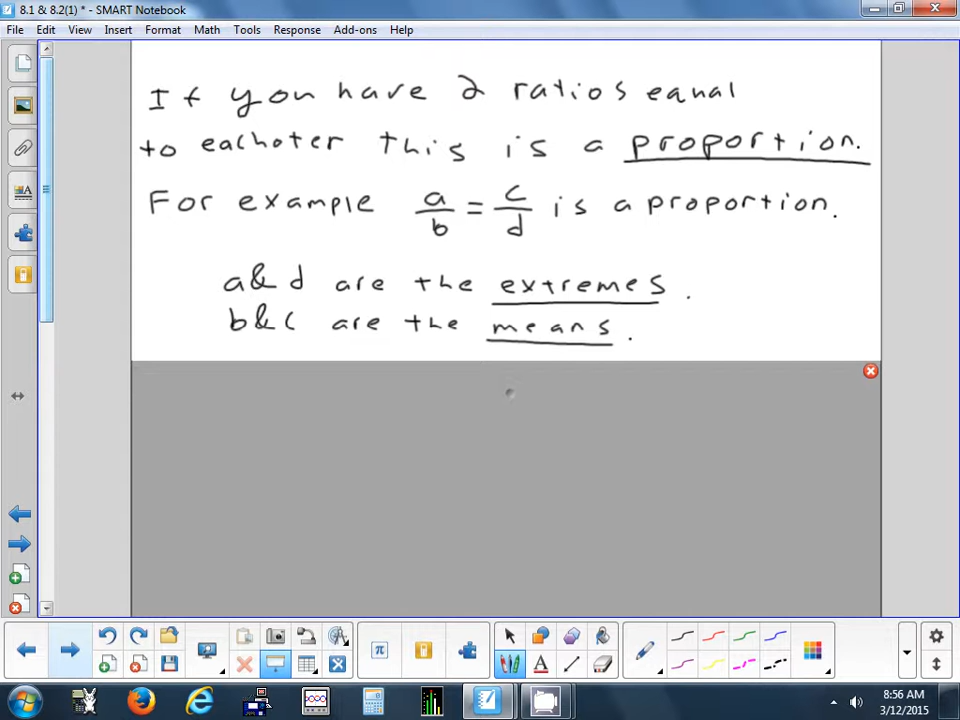 8.1 & 8.2(1) * - SMART Notebook
File Edit View Insert Format Math Tools Response Add-ons Help
If you have 2 ratios equal
to eachoter this is a proportion.
For example a/b = c/d is a proportion.
a & d are the extremes.
b & c are the means.
8:56 AM
3/12/2015